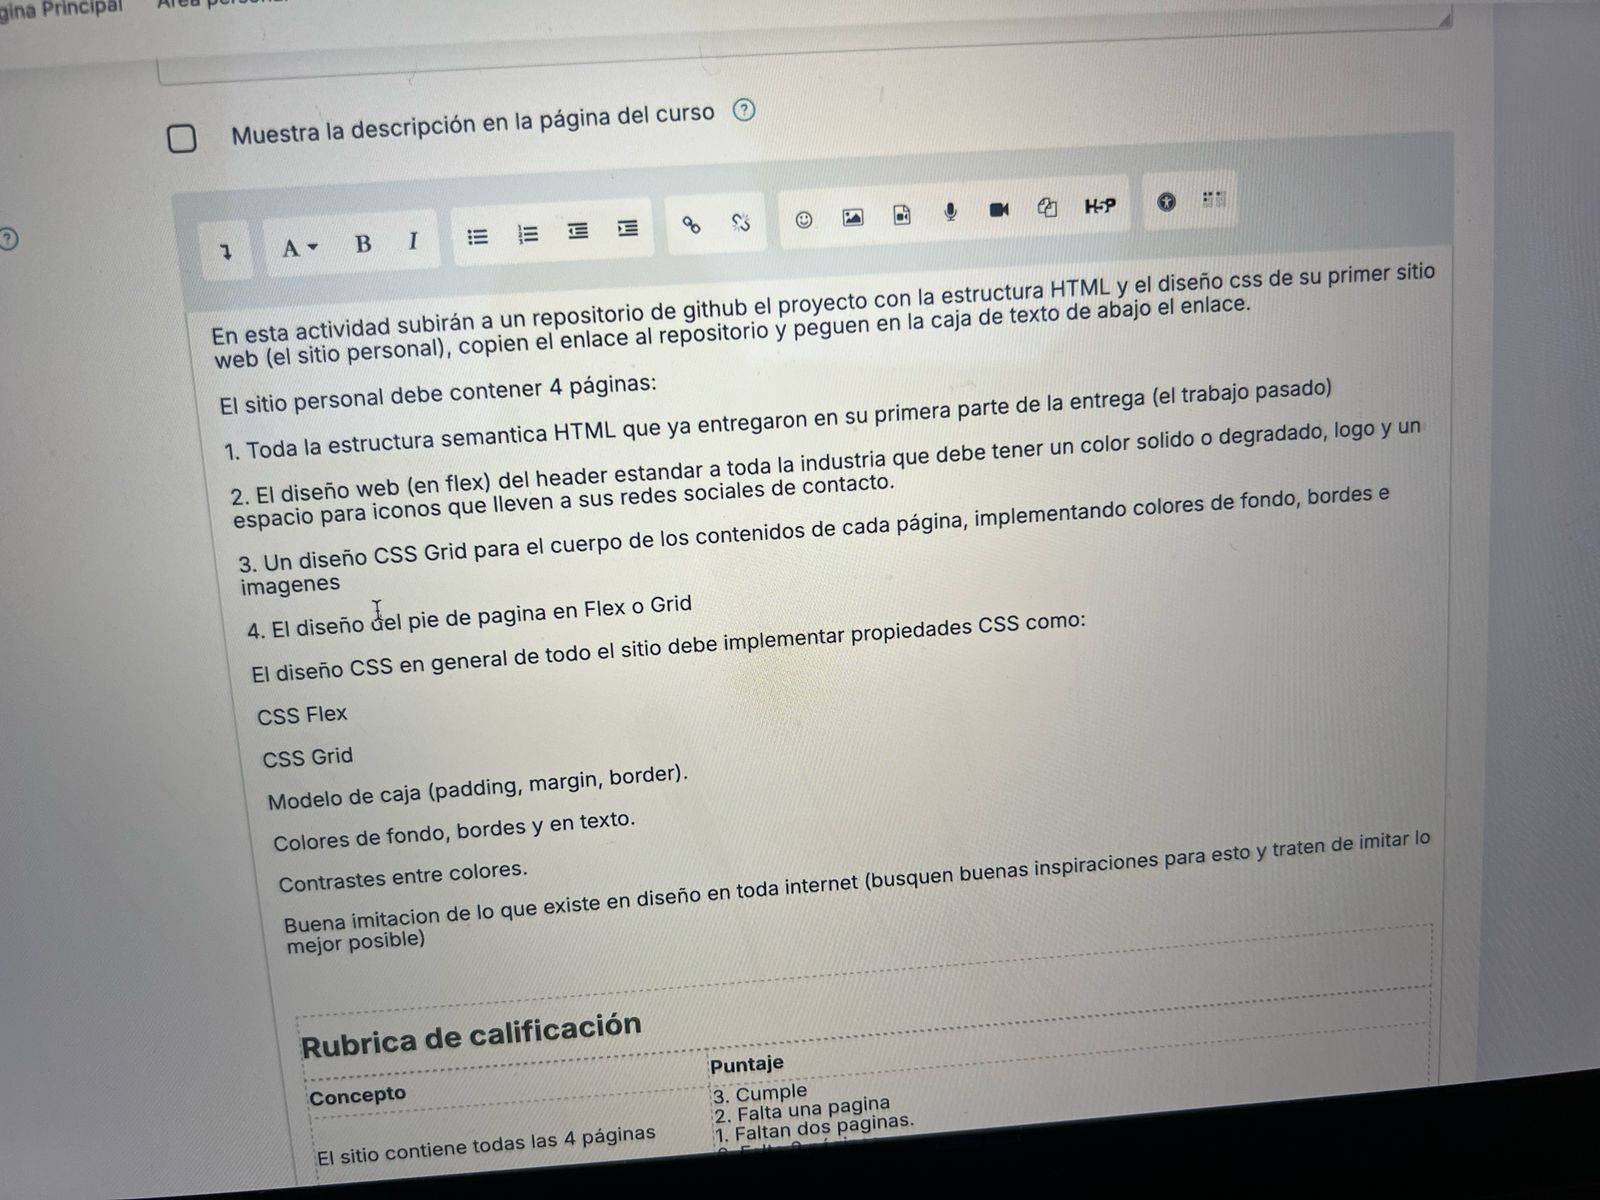 gina Principal
Muestra la descripción en la página del curso ?
?
A B I H-P
En esta actividad subirán a un repositorio de github el proyecto con la estructura HTML y el diseño css de su primer sitio
web (el sitio personal), copien el enlace al repositorio y peguen en la caja de texto de abajo el enlace.
El sitio personal debe contener 4 páginas:
1. Toda la estructura semantica HTML que ya entregaron en su primera parte de la entrega (el trabajo pasado)
2. El diseño web (en flex) del header estandar a toda la industria que debe tener un color solido o degradado, logo y un
espacio para iconos que lleven a sus redes sociales de contacto.
3. Un diseño CSS Grid para el cuerpo de los contenidos de cada página, implementando colores de fondo, bordes e
imagenes
4. El diseño del pie de pagina en Flex o Grid
El diseño CSS en general de todo el sitio debe implementar propiedades CSS como:
CSS Flex
CSS Grid
Modelo de caja (padding, margin, border).
Colores de fondo, bordes y en texto.
Contrastes entre colores.
Buena imitacion de lo que existe en diseño en toda internet (busquen buenas inspiraciones para esto y traten de imitar lo
mejor posible)
Rubrica de calificación
Concepto Puntaje
El sitio contiene todas las 4 páginas
3. Cumple
2. Falta una pagina
1. Faltan dos paginas.